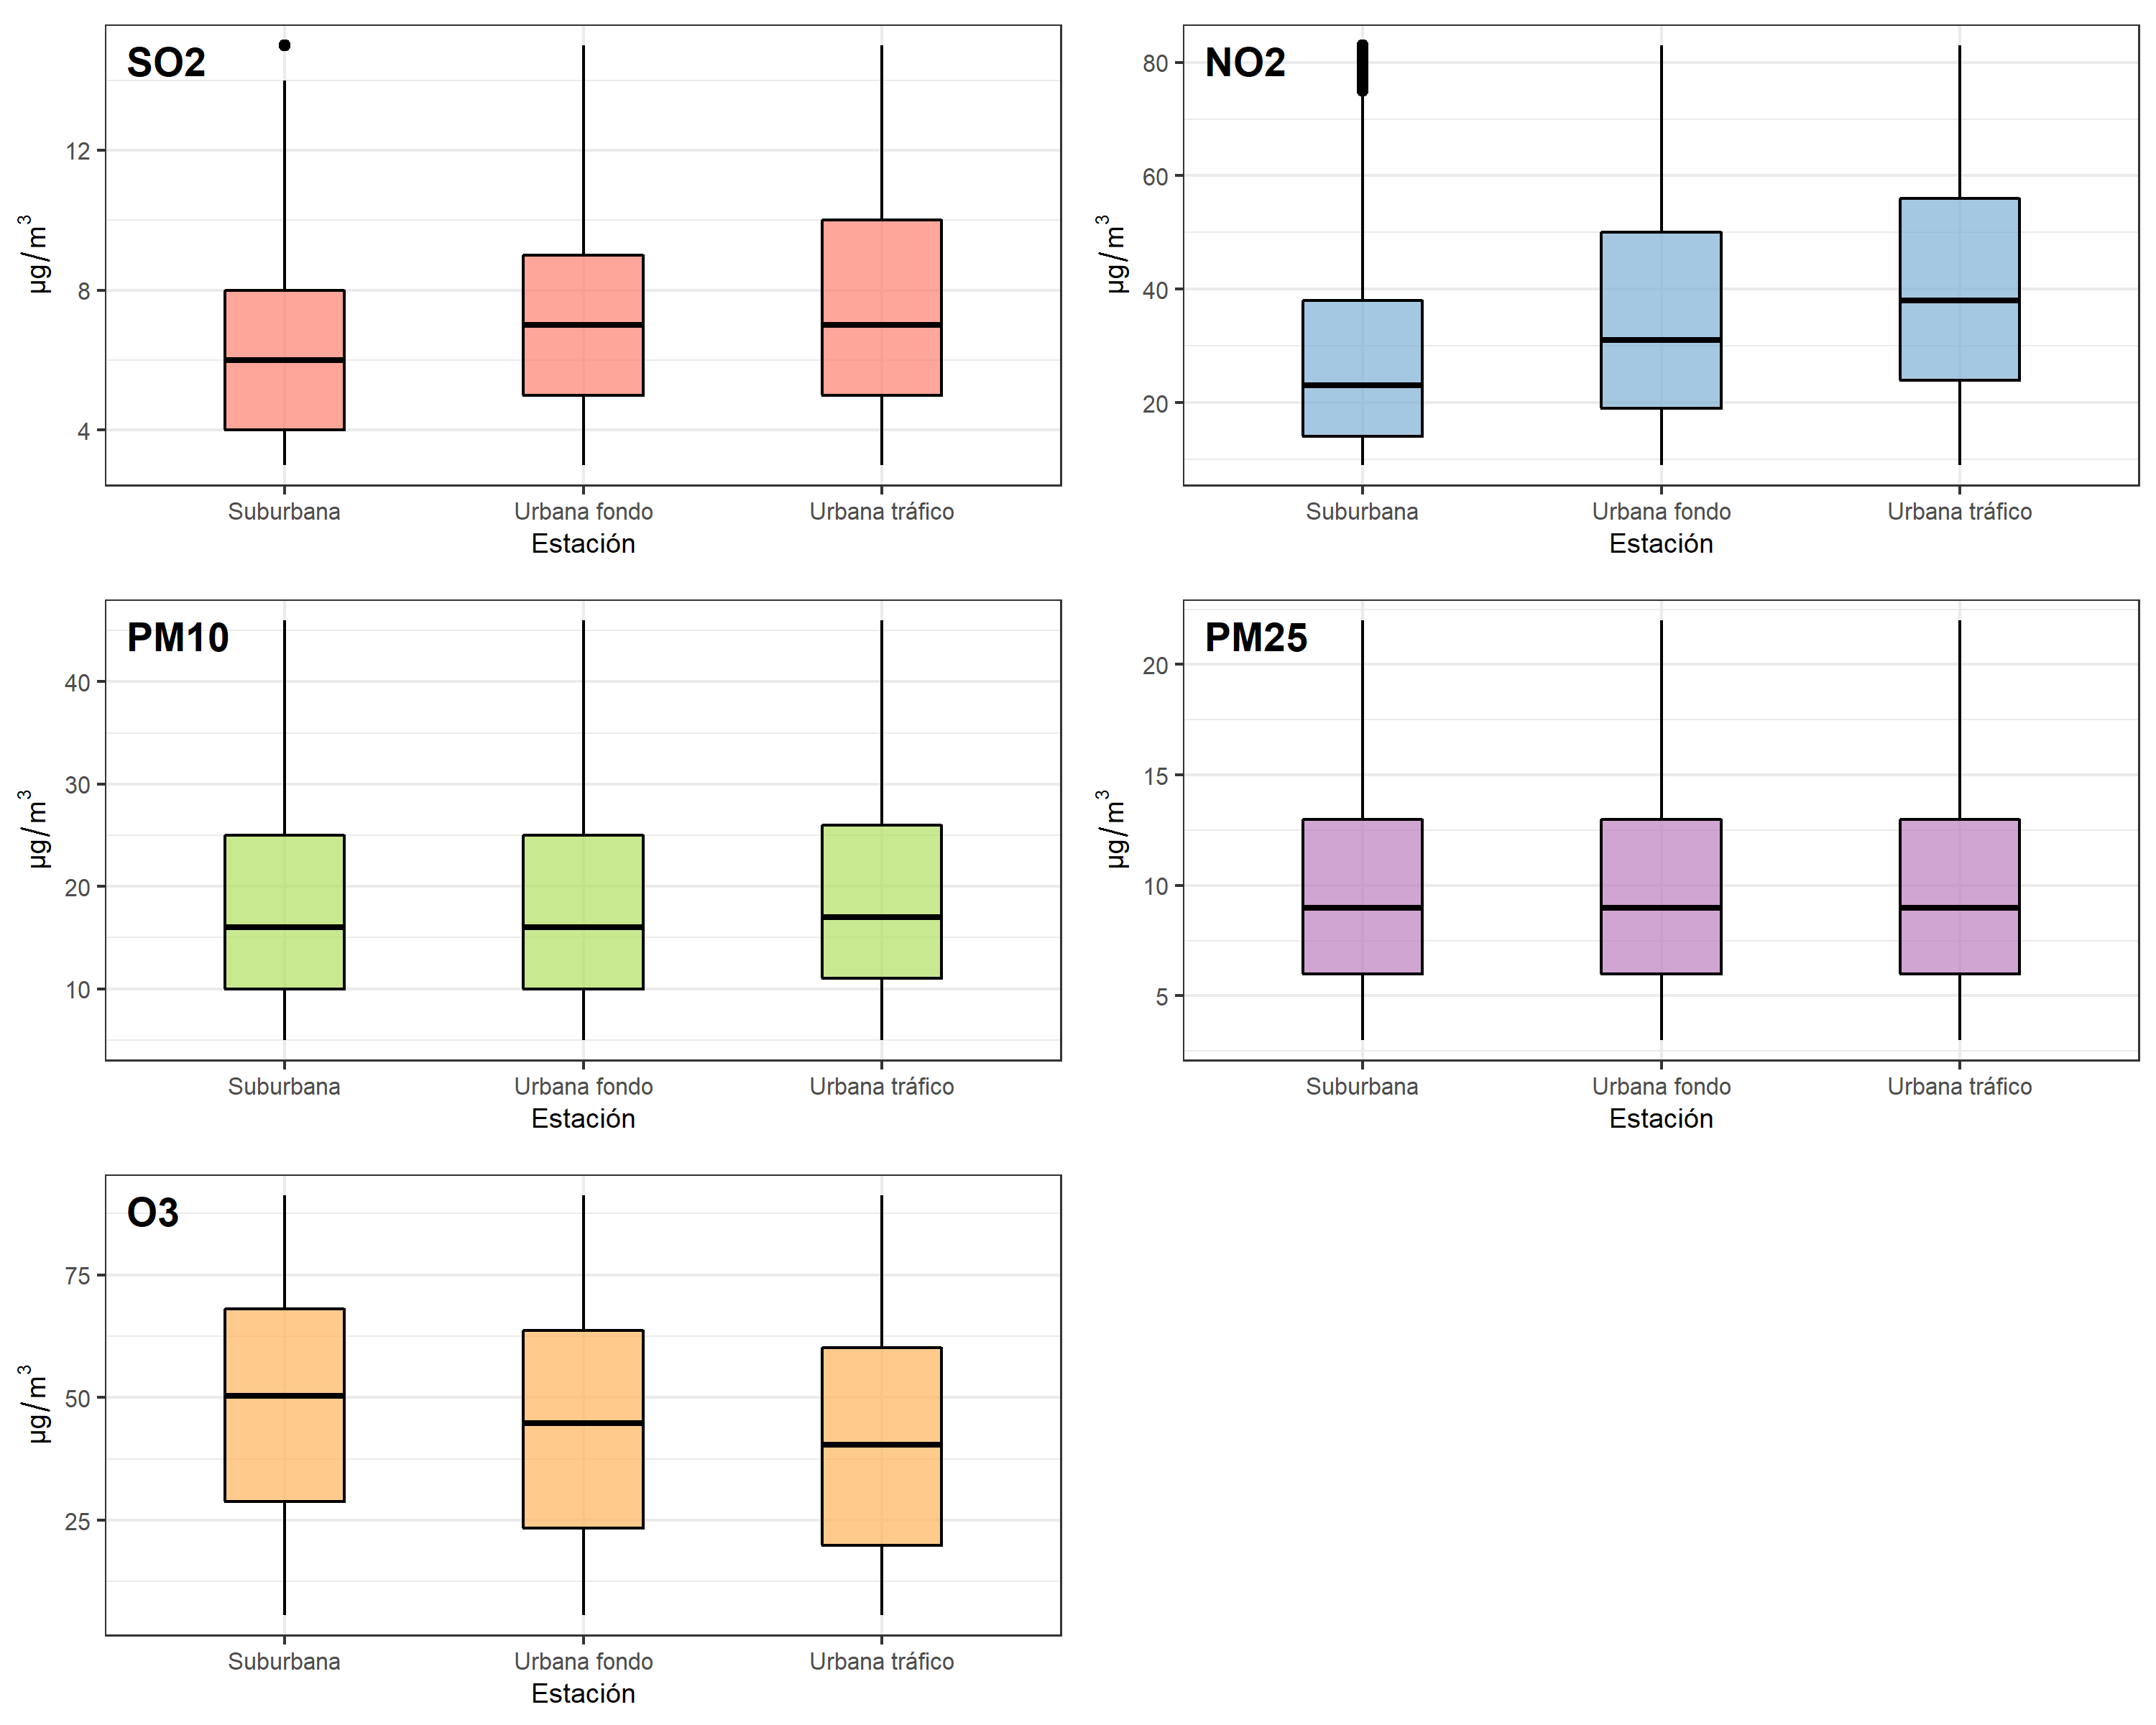 SO2
12
8
4
µg/m³
Suburbana Urbana fondo Urbana tráfico
Estación
NO2
80
60
40
20
µg/m³
Suburbana Urbana fondo Urbana tráfico
Estación
PM10
40
30
20
10
µg/m³
Suburbana Urbana fondo Urbana tráfico
Estación
PM25
20
15
10
5
µg/m³
Suburbana Urbana fondo Urbana tráfico
Estación
O3
75
50
25
µg/m³
Suburbana Urbana fondo Urbana tráfico
Estación